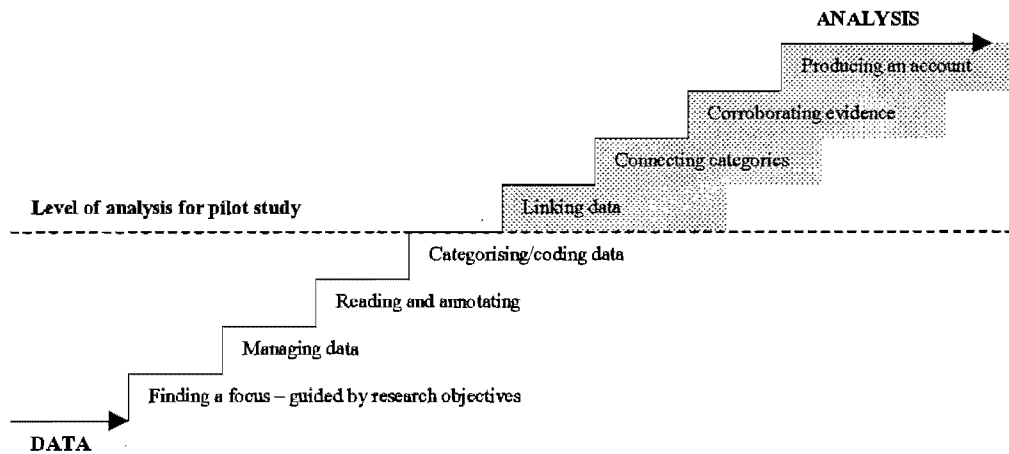 ANALYSIS
Producing an account
Corroborating evidence
Connecting categories
Level of analysis for pilot study
Linking data
Categorising/coding data
Reading and annotating
Managing data
Finding a focus – guided by research objectives
DATA